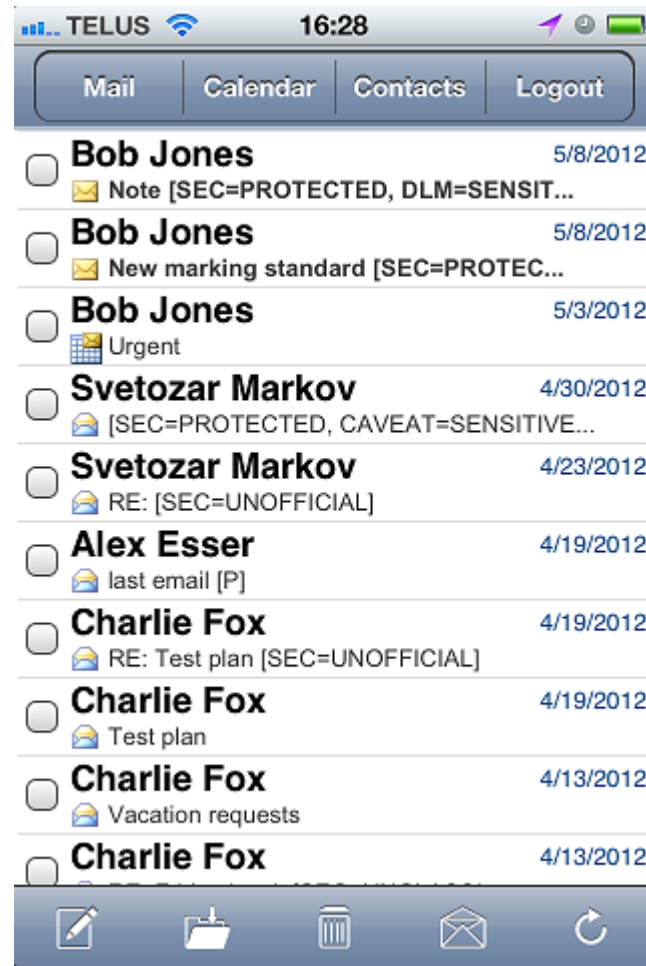 TELUS 16:28
Mail Calendar Contacts Logout
Bob Jones 5/8/2012
Note [SEC=PROTECTED, DLM=SENSIT...
Bob Jones 5/8/2012
New marking standard [SEC=PROTEC...
Bob Jones 5/3/2012
Urgent
Svetozar Markov 4/30/2012
[SEC=PROTECTED, CAVEAT=SENSITIVE...
Svetozar Markov 4/23/2012
RE: [SEC=UNOFFICIAL]
Alex Esser 4/19/2012
last email [P]
Charlie Fox 4/19/2012
RE: Test plan [SEC=UNOFFICIAL]
Charlie Fox 4/19/2012
Test plan
Charlie Fox 4/13/2012
Vacation requests
Charlie Fox 4/13/2012